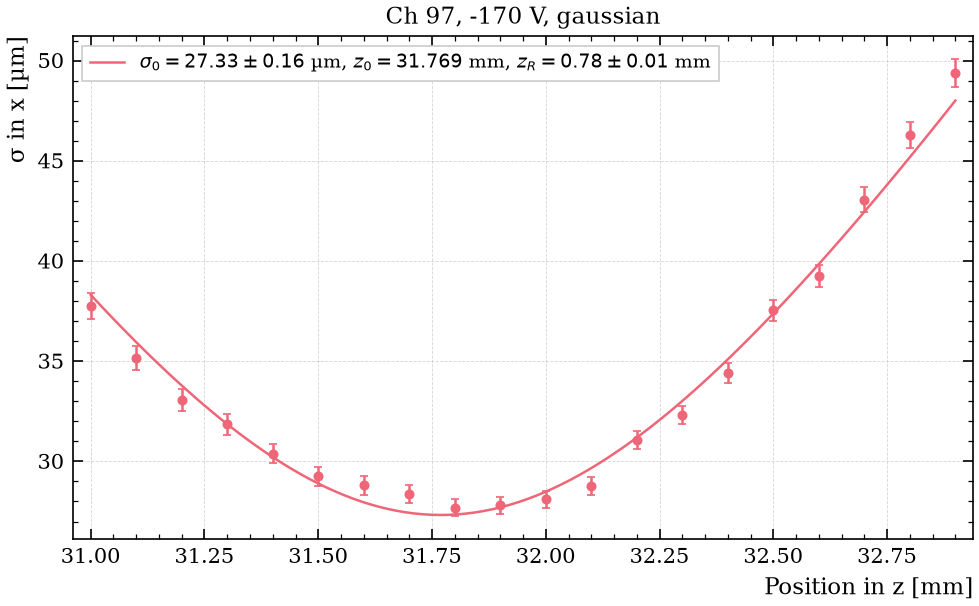 Ch 97, -170 V, gaussian
σ₀ = 27.33 ± 0.16 µm, z₀ = 31.769 mm, z_R = 0.78 ± 0.01 mm
σ in x [µm]
50
45
40
35
30
31.00 31.25 31.50 31.75 32.00 32.25 32.50 32.75
Position in z [mm]